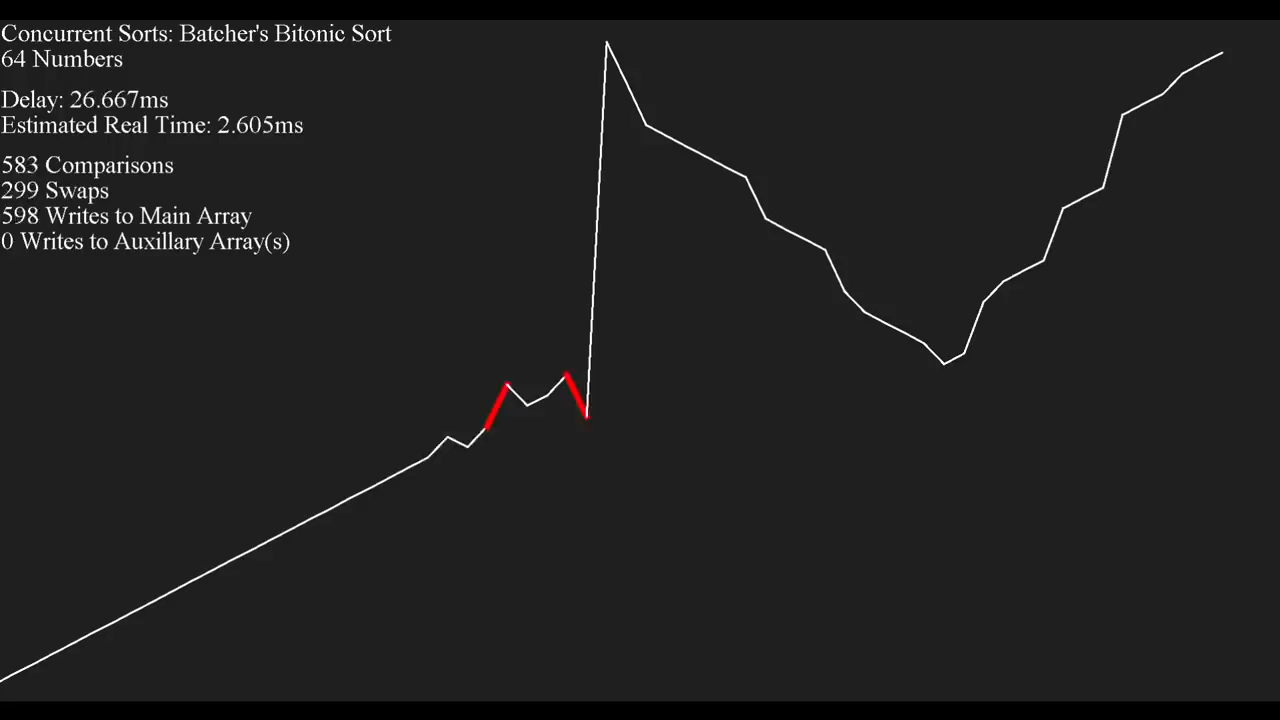 Concurrent Sorts: Batcher's Bitonic Sort
64 Numbers
Delay: 26.667ms
Estimated Real Time: 2.605ms
583 Comparisons
299 Swaps
598 Writes to Main Array
0 Writes to Auxillary Array(s)